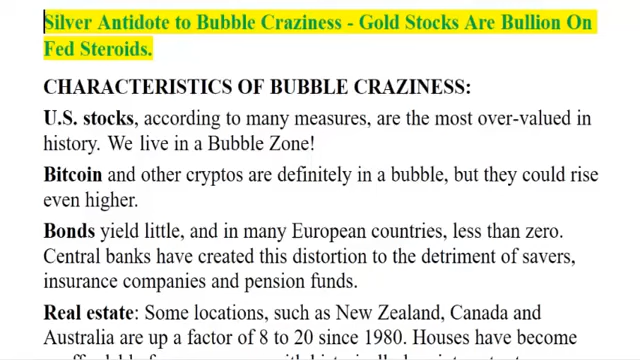 Silver Antidote to Bubble Craziness - Gold Stocks Are Bullion On
Fed Steroids.
CHARACTERISTICS OF BUBBLE CRAZINESS:
U.S. stocks, according to many measures, are the most over-valued in
history. We live in a Bubble Zone!
Bitcoin and other cryptos are definitely in a bubble, but they could rise
even higher.
Bonds yield little, and in many European countries, less than zero.
Central banks have created this distortion to the detriment of savers,
insurance companies and pension funds.
Real estate: Some locations, such as New Zealand, Canada and
Australia are up a factor of 8 to 20 since 1980. Houses have become